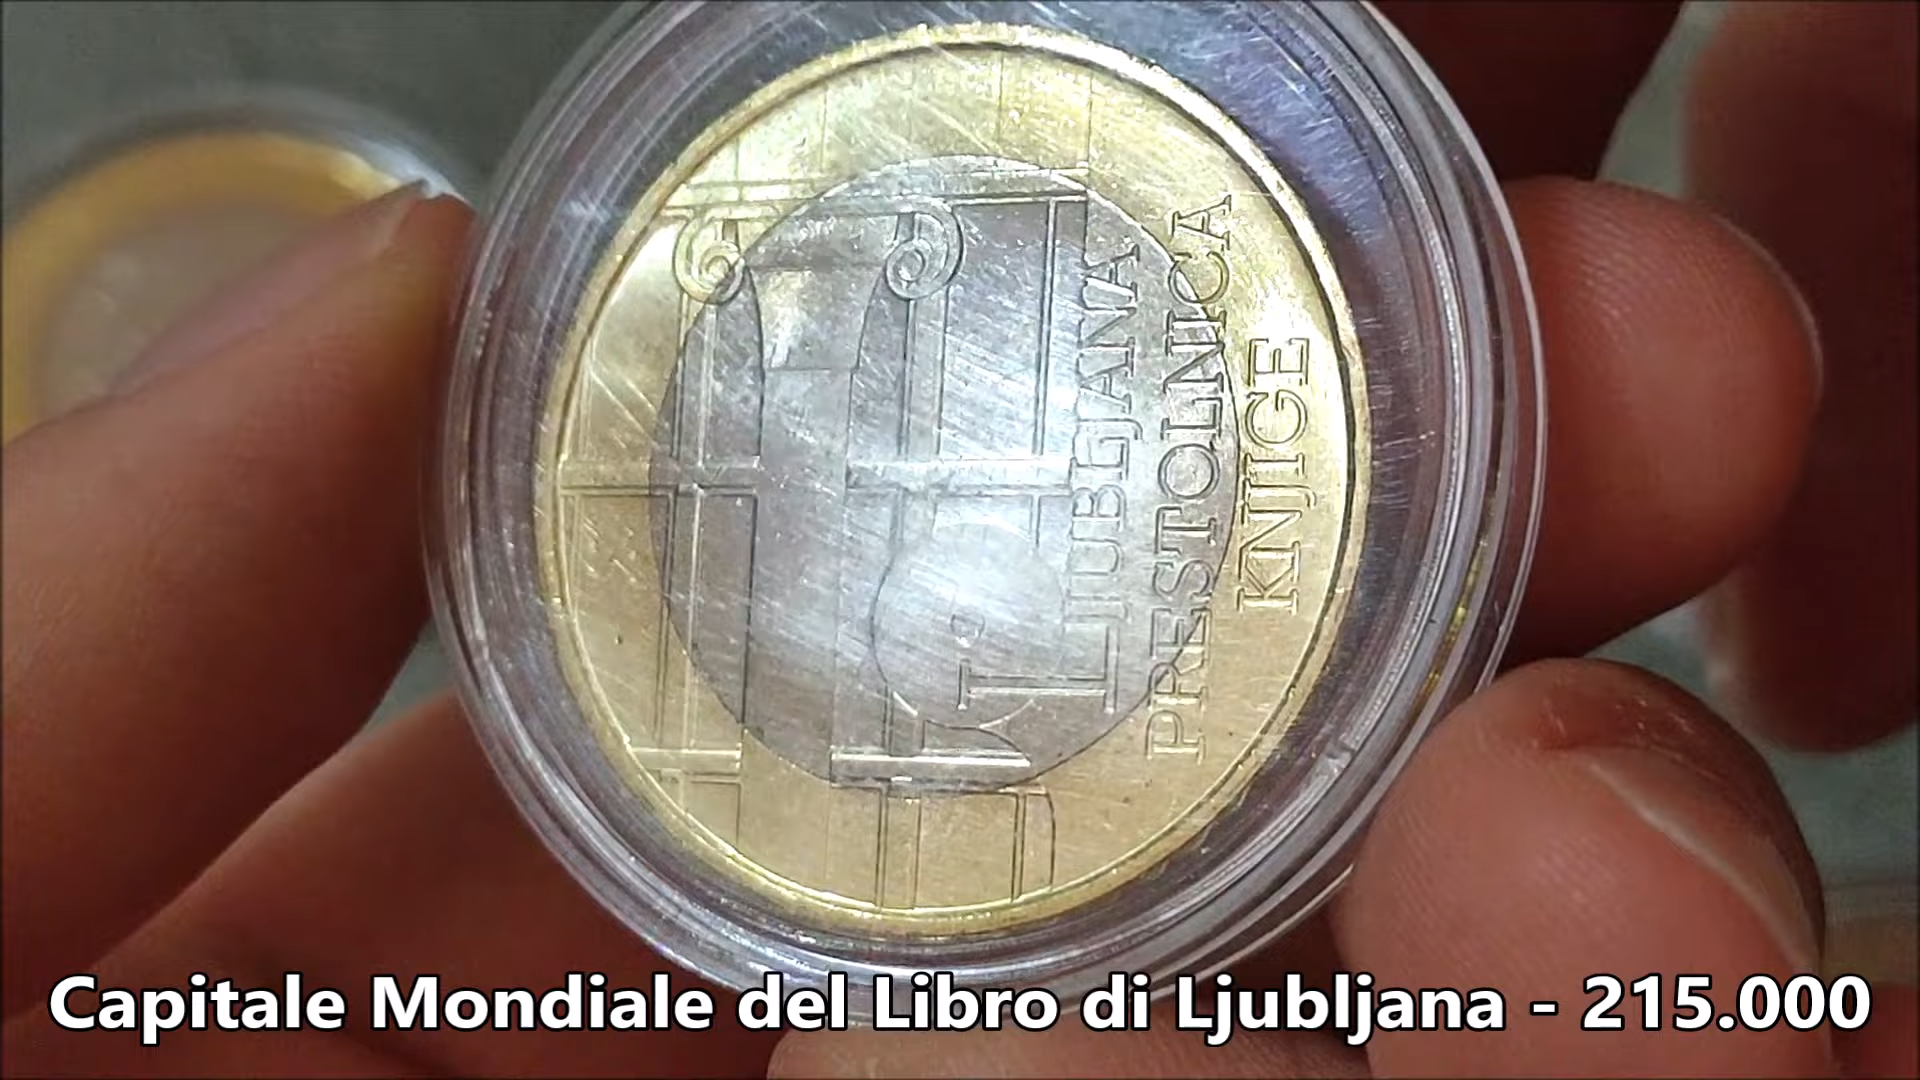 LJUBLJANA
PRESTOLNICA
KNJIGE
Capitale Mondiale del Libro di Ljubljana - 215.000